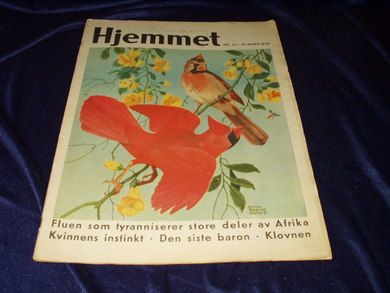 Hjemmet
Fluen som tyranniserer store deler av Afrika
Kvinnens instinkt · Den siste baron · Klovnen